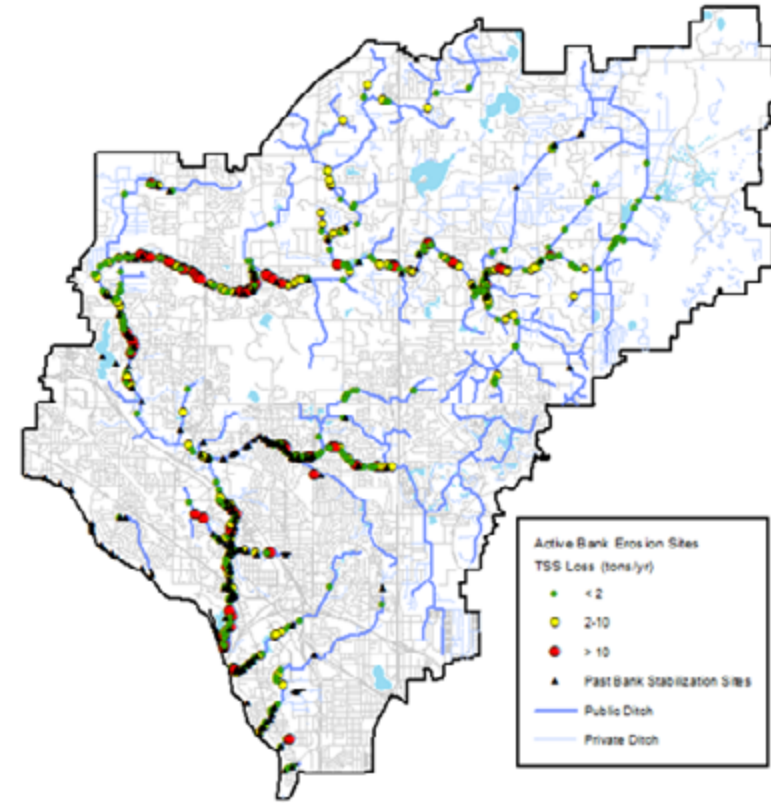 Active Bank Erosion Sites
TSS Loss (tons/yr)
< 2
2-10
> 10
Past Bank Stabilization Sites
Public Ditch
Private Ditch